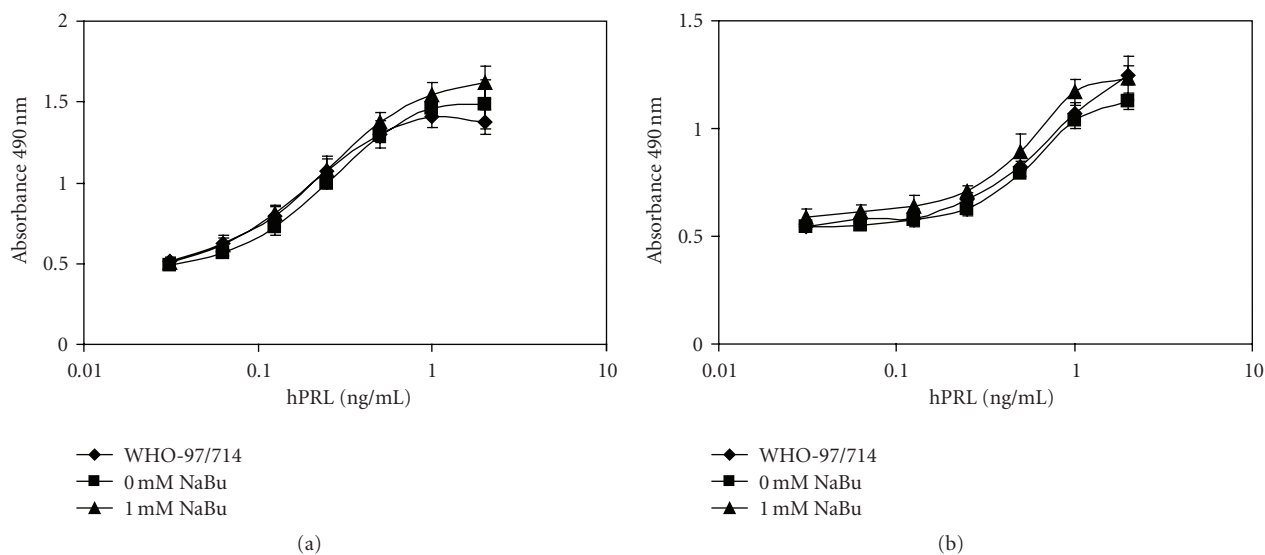 2
1.5
1
0.5
0
Absorbance 490 nm
0.01
0.1
1
10
hPRL (ng/mL)
WHO-97/714
0 mM NaBu
1 mM NaBu
(a)
1.5
1
0.5
0
Absorbance 490 nm
0.01
0.1
1
10
hPRL (ng/mL)
WHO-97/714
0 mM NaBu
1 mM NaBu
(b)